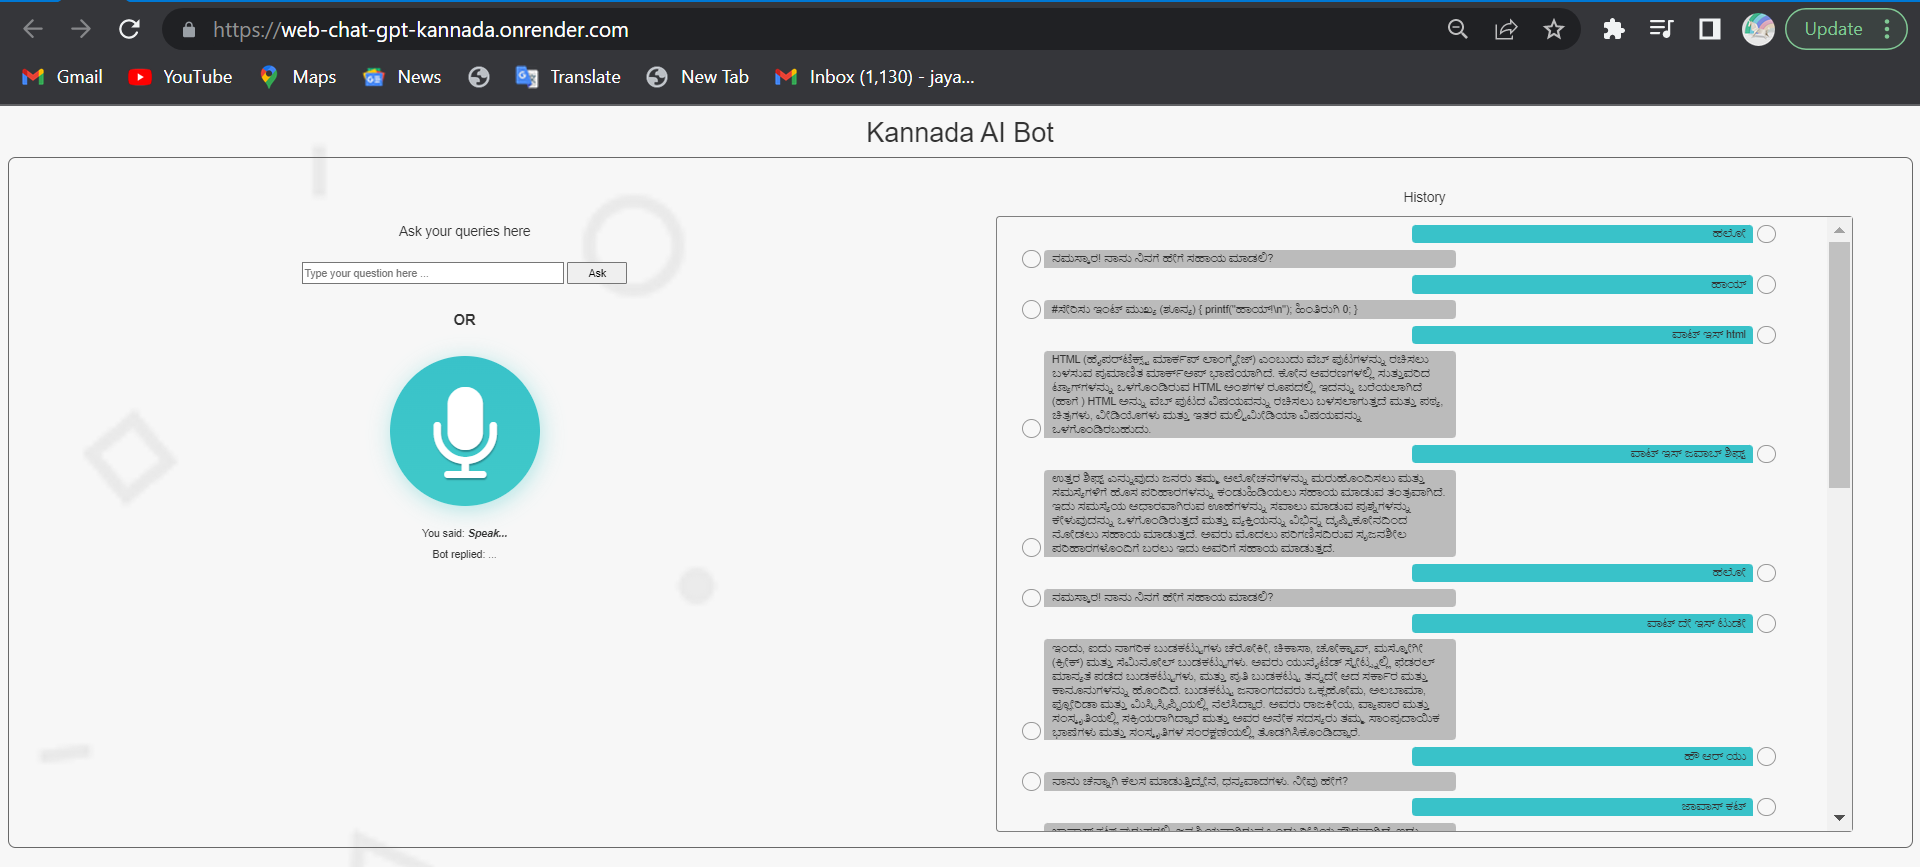 https://web-chat-gpt-kannada.onrender.com
Update
Gmail
YouTube
Maps
News
Translate
New Tab
Inbox (1,130) - jaya...
Kannada AI Bot
Ask your queries here
Type your question here ...
Ask
OR
You said: Speak...
Bot replied: ...
History
ಹಲೋ
ನಮಸ್ಕಾರ! ನಾನು ನಿನಗೆ ಹೇಗೆ ಸಹಾಯ ಮಾಡಲಿ?
ಹಾಯ್
#ಸೇರಿಸು ಇಂಟ್ ಮುಖ್ಯ (ಶೂನ್ಯ) { printf("ಹಾಯ್!\n"); ಹಿಂತಿರುಗಿ 0; }
ವಾಟ್ ಇಸ್ html
HTML (ಹೈಪರ್‌ಟೆಕ್ಸ್ಟ್ ಮಾರ್ಕಪ್ ಲಾಂಗ್ವೇಜ್) ಎಂಬುದು ವೆಬ್ ಪುಟಗಳನ್ನು ರಚಿಸಲು
ಬಳಸುವ ಪ್ರಮಾಣಿತ ಮಾರ್ಕ್ಅಪ್ ಭಾಷೆಯಾಗಿದೆ. ಕೋನ ಆವರಣಗಳಲ್ಲಿ ಸುತ್ತುವರಿದ
ಟ್ಯಾಗ್‌ಗಳನ್ನು ಒಳಗೊಂಡಿರುವ HTML ಅಂಶಗಳ ರೂಪದಲ್ಲಿ ಇದನ್ನು ಬರೆಯಲಾಗಿದೆ
(ಹಾಗೆ ) HTML ಅನ್ನು ವೆಬ್ ಪುಟದ ವಿಷಯವನ್ನು ರಚಿಸಲು ಬಳಸಲಾಗುತ್ತದೆ ಮತ್ತು ಪಠ್ಯ,
ಚಿತ್ರಗಳು, ವೀಡಿಯೊಗಳು ಮತ್ತು ಇತರ ಮಲ್ಟಿಮೀಡಿಯಾ ವಿಷಯವನ್ನು
ಒಳಗೊಂಡಿರಬಹುದು.
ವಾಟ್ ಇಸ್ ಜವಾಬ್ ಶಿಫ್ಟ್
ಉತ್ತರ ಶಿಫ್ಟ್ ಎನ್ನುವುದು ಜನರು ತಮ್ಮ ಆಲೋಚನೆಗಳನ್ನು ಮರುಹೊಂದಿಸಲು ಮತ್ತು
ಸಮಸ್ಯೆಗಳಿಗೆ ಹೊಸ ಪರಿಹಾರಗಳನ್ನು ಕಂಡುಹಿಡಿಯಲು ಸಹಾಯ ಮಾಡುವ ತಂತ್ರವಾಗಿದೆ.
ಇದು ಸಮಸ್ಯೆಯ ಆಧಾರವಾಗಿರುವ ಊಹೆಗಳನ್ನು ಸವಾಲು ಮಾಡುವ ಪ್ರಶ್ನೆಗಳನ್ನು
ಕೇಳುವುದನ್ನು ಒಳಗೊಂಡಿರುತ್ತದೆ ಮತ್ತು ವ್ಯಕ್ತಿಯನ್ನು ವಿಭಿನ್ನ ದೃಷ್ಟಿಕೋನದಿಂದ
ನೋಡಲು ಸಹಾಯ ಮಾಡುತ್ತದೆ. ಅವರು ಮೊದಲು ಪರಿಗಣಿಸದಿರುವ ಸೃಜನಶೀಲ
ಪರಿಹಾರಗಳೊಂದಿಗೆ ಬರಲು ಇದು ಅವರಿಗೆ ಸಹಾಯ ಮಾಡುತ್ತದೆ.
ಹಲೋ
ನಮಸ್ಕಾರ! ನಾನು ನಿನಗೆ ಹೇಗೆ ಸಹಾಯ ಮಾಡಲಿ?
ವಾಟ್ ದೇ ಇಸ್ ಟುಡೇ
ಇಂದು, ಐದು ನಾಗರಿಕ ಬುಡಕಟ್ಟುಗಳು ಚೆರೋಕೀ, ಚಿಕಾಸಾ, ಚೋಕ್ಟಾವ್, ಮಸ್ಕೋಗೀ
(ಕ್ರೀಕ್) ಮತ್ತು ಸೆಮಿನೋಲ್ ಬುಡಕಟ್ಟುಗಳು. ಅವರು ಯುನೈಟೆಡ್ ಸ್ಟೇಟ್ಸ್ನಲ್ಲಿ ಫೆಡರಲ್
ಮಾನ್ಯತೆ ಪಡೆದ ಬುಡಕಟ್ಟುಗಳು, ಮತ್ತು ಪ್ರತಿ ಬುಡಕಟ್ಟು ತನ್ನದೇ ಆದ ಸರ್ಕಾರ ಮತ್ತು
ಕಾನೂನುಗಳನ್ನು ಹೊಂದಿದೆ. ಬುಡಕಟ್ಟು ಜನಾಂಗದವರು ಒಕ್ಲಹೋಮ, ಅಲಬಾಮಾ,
ಫ್ಲೋರಿಡಾ ಮತ್ತು ಮಿಸ್ಸಿಸ್ಸಿಪ್ಪಿಯಲ್ಲಿ ನೆಲೆಸಿದ್ದಾರೆ. ಅವರು ರಾಜಕೀಯ, ವ್ಯಾಪಾರ ಮತ್ತು
ಸಂಸ್ಕೃತಿಯಲ್ಲಿ ಸಕ್ರಿಯರಾಗಿದ್ದಾರೆ ಮತ್ತು ಅವರ ಅನೇಕ ಸದಸ್ಯರು ತಮ್ಮ ಸಾಂಪ್ರದಾಯಿಕ
ಭಾಷೆಗಳು ಮತ್ತು ಸಂಸ್ಕೃತಿಗಳ ಸಂರಕ್ಷಣೆಯಲ್ಲಿ ತೊಡಗಿಸಿಕೊಂಡಿದ್ದಾರೆ.
ಹೌ ಆರ್ ಯು
ನಾನು ಚೆನ್ನಾಗಿ ಕೆಲಸ ಮಾಡುತ್ತಿದ್ದೇನೆ, ಧನ್ಯವಾದಗಳು. ನೀವು ಹೇಗೆ?
ಜಾವಾಸ್ ಕಟ್